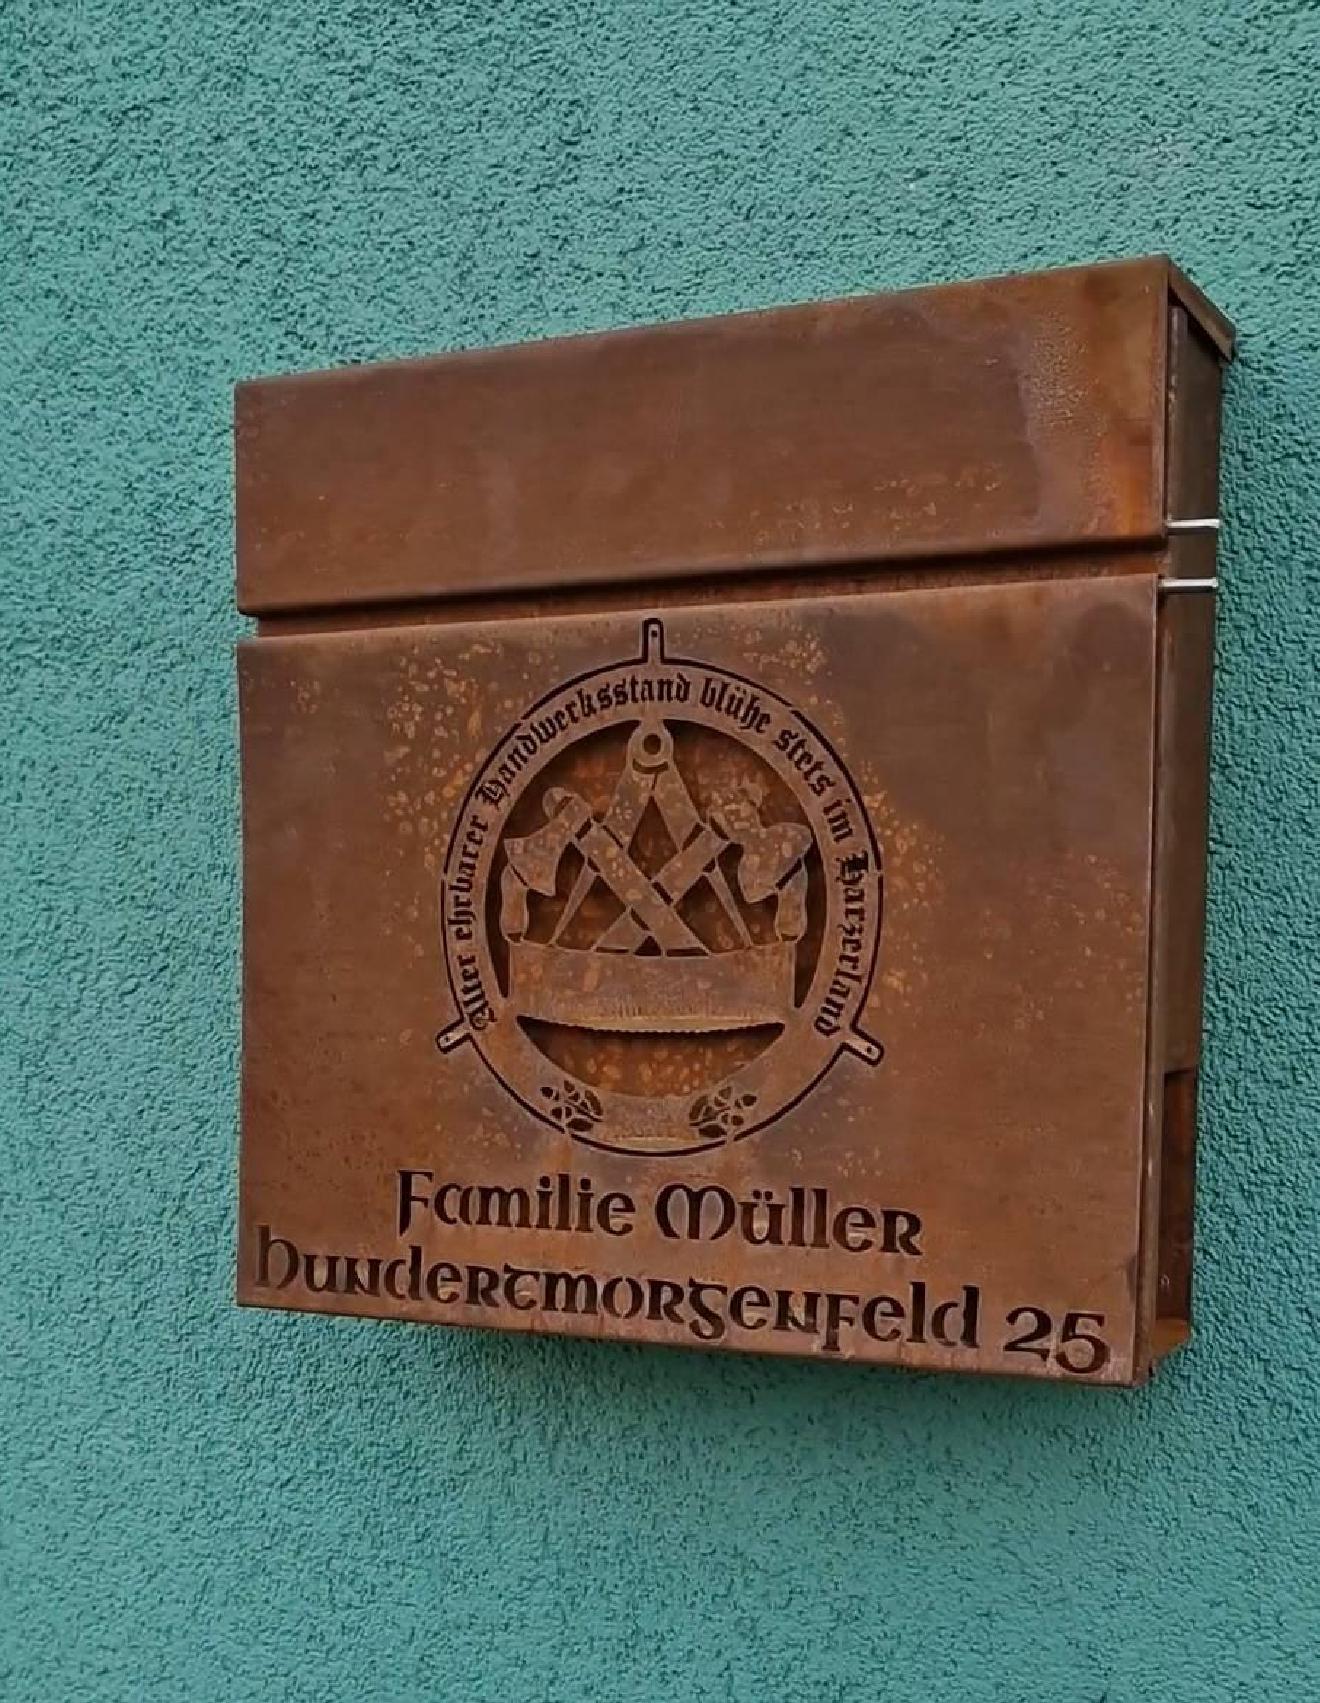 Alter ehrbarer Handwerksstand blühe stets im Harzerland
Familie Müller
Hundertmorgenfeld 25